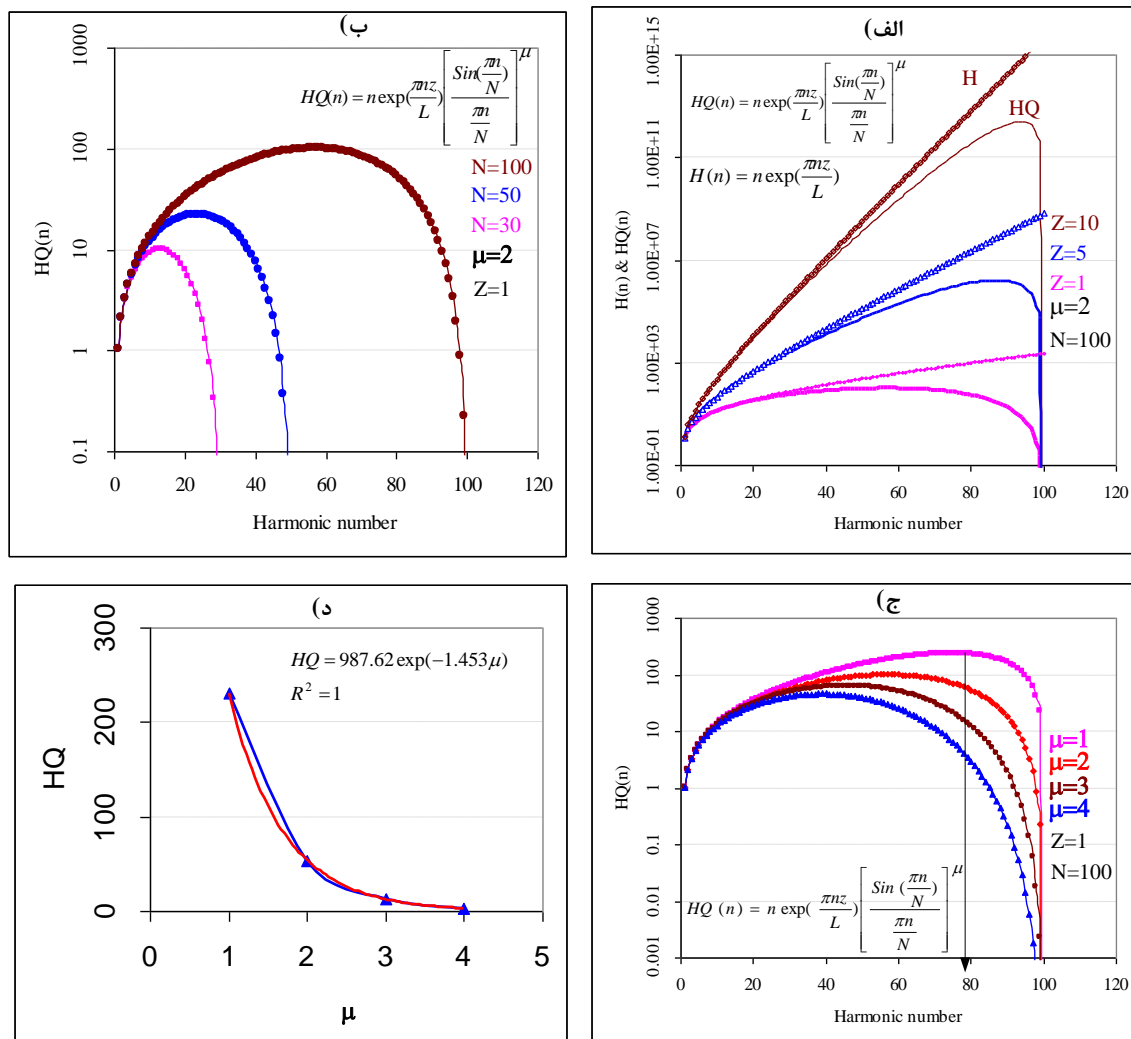 الف)
HQ(n) = n exp(πnz/L) [Sin(πn/N) / (πn/N)]^μ
H(n) = n exp(πnz/L)
H
HQ
Z=10
Z=5
Z=1
μ=2
N=100
H(n) & HQ(n)
1.00E+15
1.00E+11
1.00E+07
1.00E+03
1.00E-01
0 20 40 60 80 100 120
Harmonic number
ب)
HQ(n) = n exp(πnz/L) [Sin(πn/N) / (πn/N)]^μ
N=100
N=50
N=30
μ=2
Z=1
HQ(n)
1000
100
10
1
0.1
0 20 40 60 80 100 120
Harmonic number
ج)
μ=1
μ=2
μ=3
μ=4
Z=1
N=100
HQ (n) = n exp( πnz/L) [Sin (πn/N) / (πn/N)]^μ
HQ(n)
1000
100
10
1
0.1
0.01
0.001
0 20 40 60 80 100 120
Harmonic number
د)
HQ = 987.62 exp(−1.453μ)
R² = 1
HQ
300
200
100
0
0 1 2 3 4 5
μ